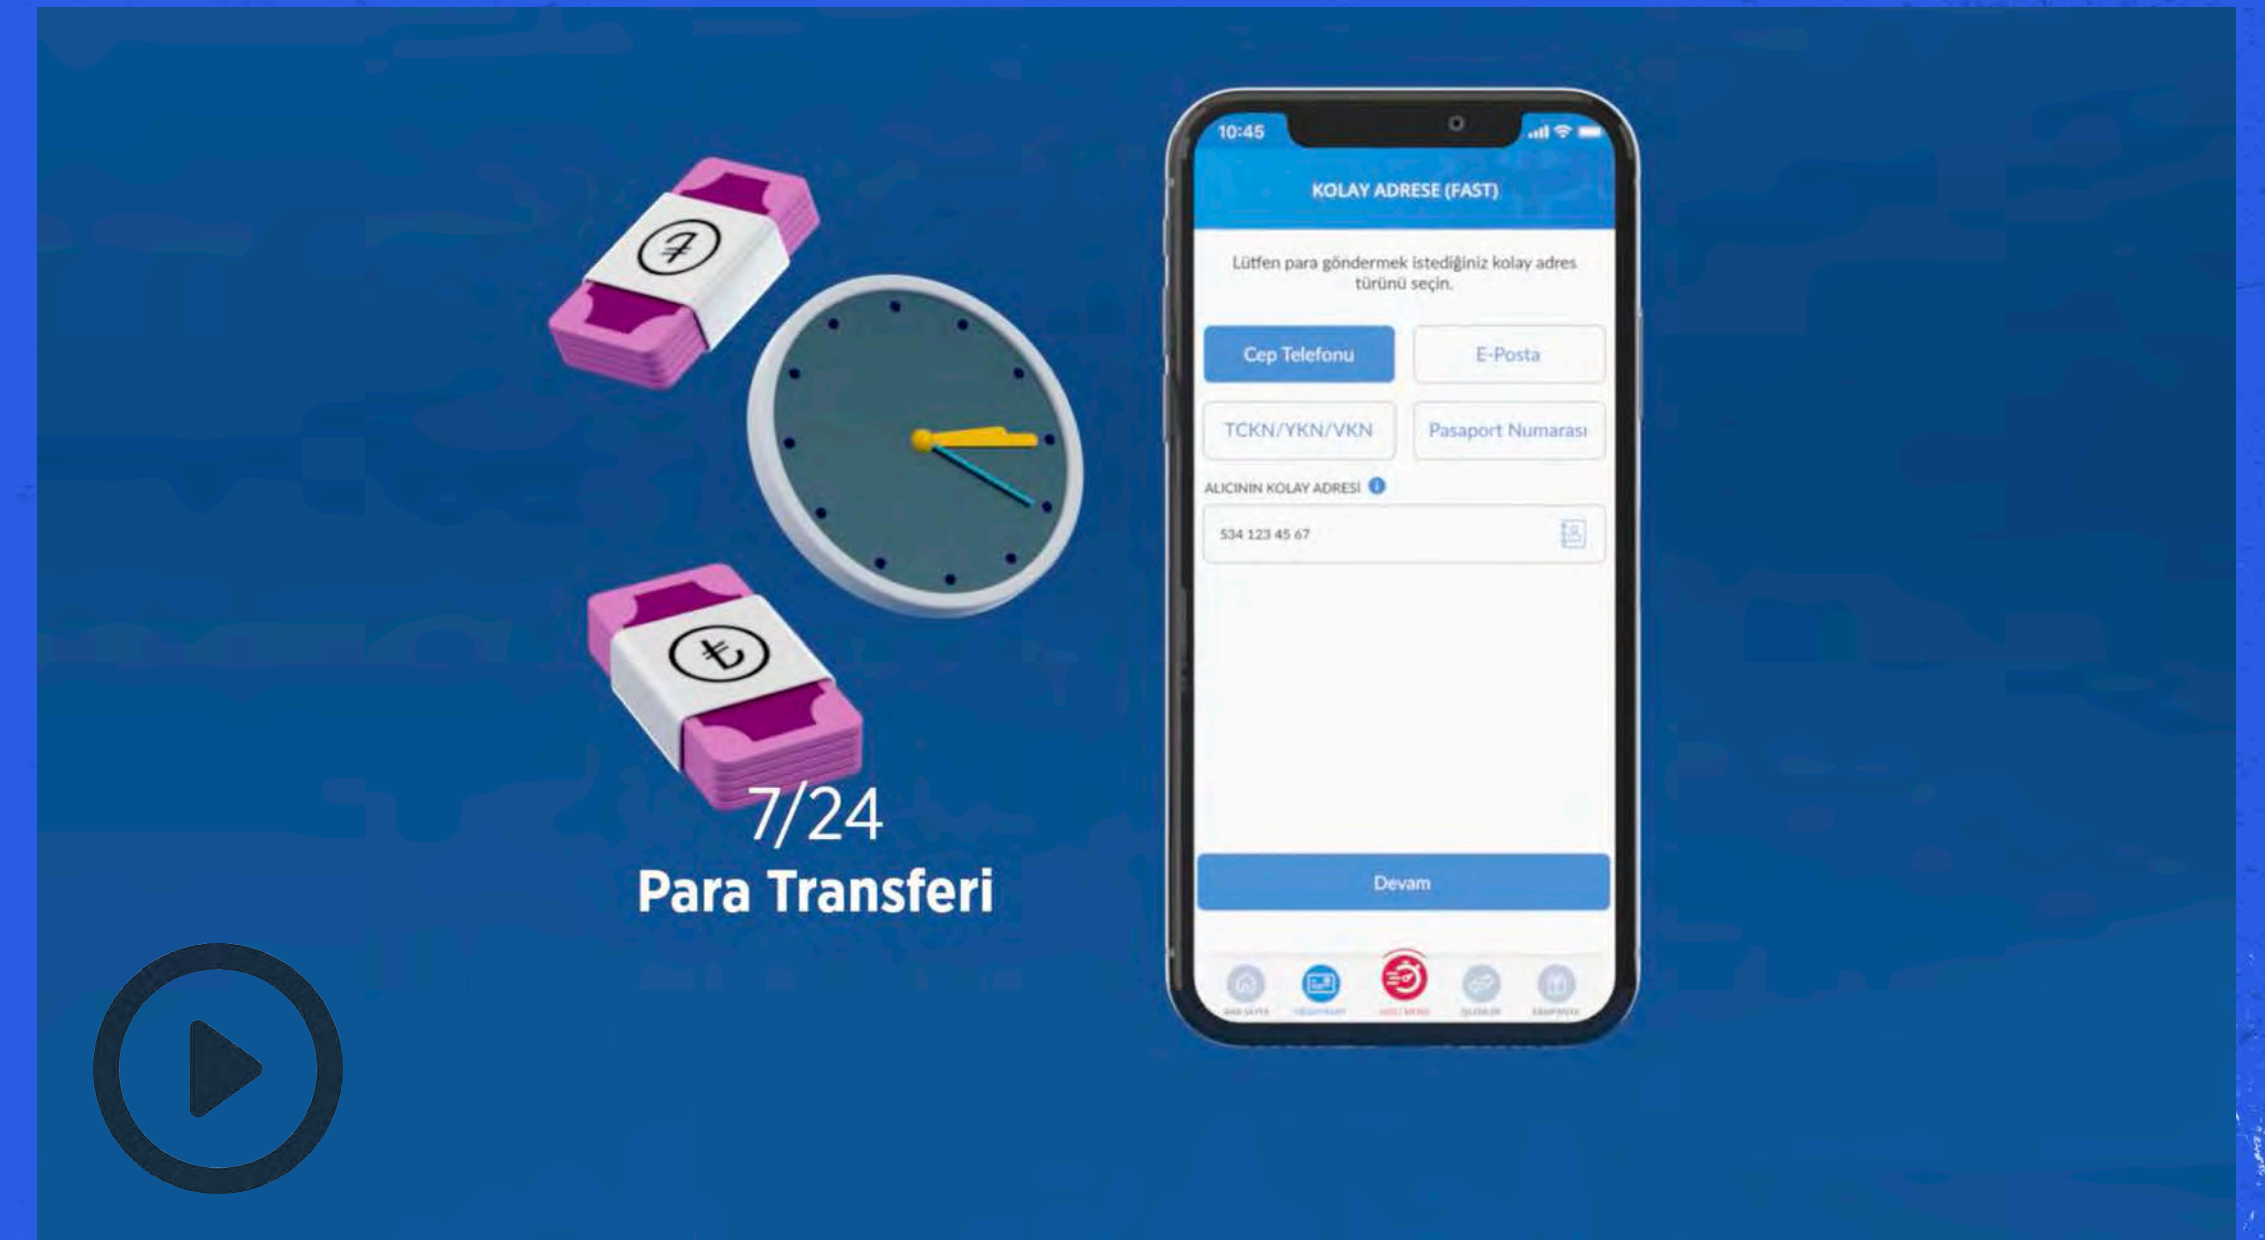 7/24
Para Transferi
10:45
KOLAY ADRESE (FAST)
Lütfen para göndermek istediğiniz kolay adres
türünü seçin.
Cep Telefonu
E-Posta
TCKN/YKN/VKN
Pasaport Numarası
ALICININ KOLAY ADRESİ
534 123 45 67
Devam